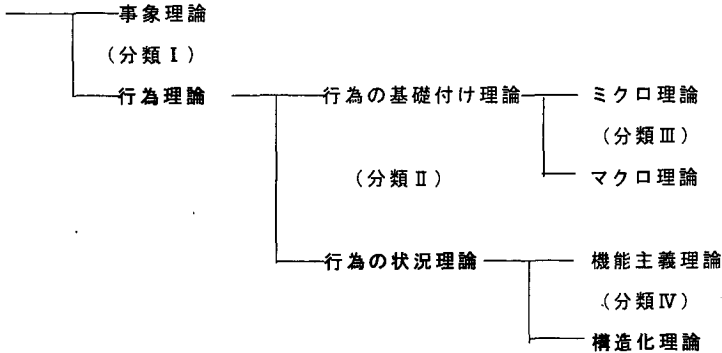 事象理論
(分類Ⅰ)
行為理論
行為の基礎付け理論
ミクロ理論
(分類Ⅲ)
(分類Ⅱ)
マクロ理論
行為の状況理論
機能主義理論
(分類Ⅳ)
構造化理論